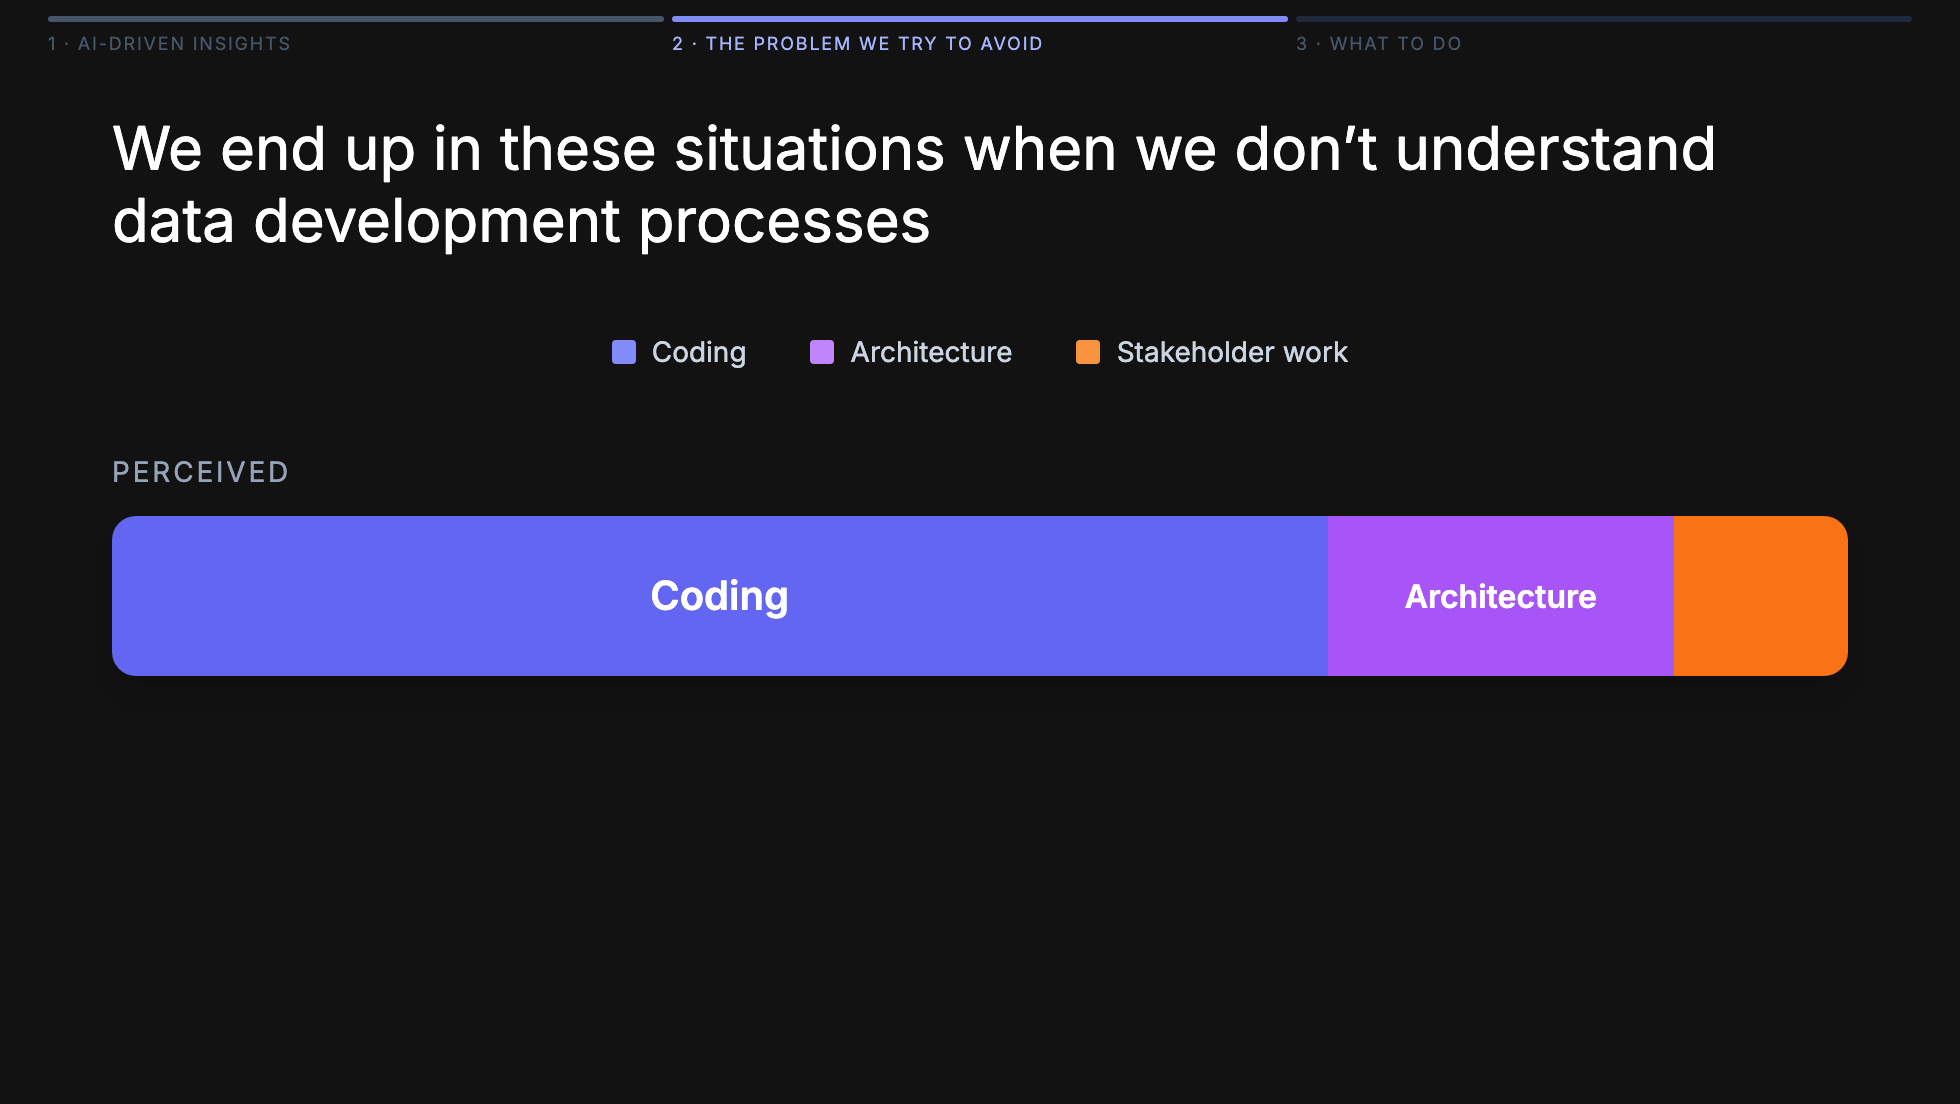 1 · AI-DRIVEN INSIGHTS
2 · THE PROBLEM WE TRY TO AVOID
3 · WHAT TO DO
We end up in these situations when we don’t understand
data development processes
Coding
Architecture
Stakeholder work
PERCEIVED
Coding
Architecture